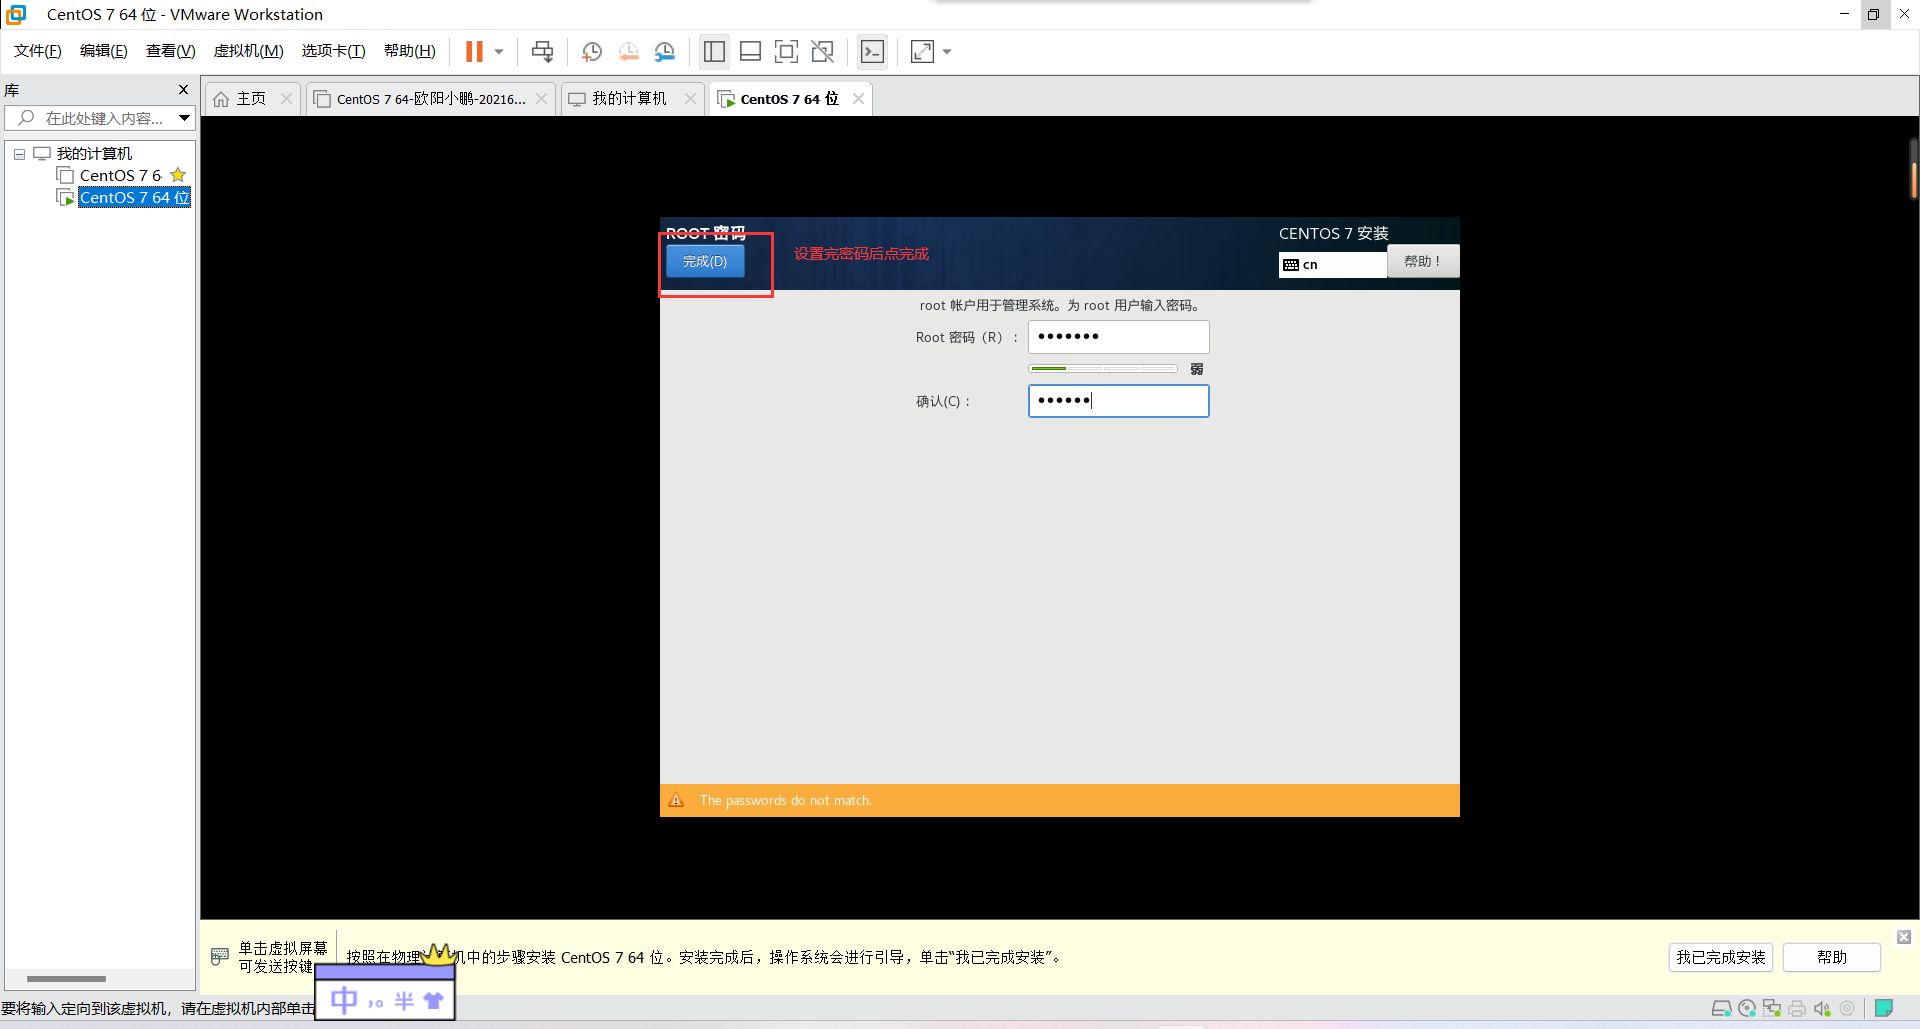 CentOS 7 64 位 - VMware Workstation
文件(F) 编辑(E) 查看(V) 虚拟机(M) 选项卡(T) 帮助(H)
库
在此处键入内容...
我的计算机
CentOS 7 6
CentOS 7 64 位
主页
CentOS 7 64-欧阳小鹏-20216...
我的计算机
CentOS 7 64 位
ROOT 密码
完成(D)
设置完密码后点完成
CENTOS 7 安装
cn
帮助！
root 帐户用于管理系统。为 root 用户输入密码。
Root 密码（R）：
•••••••
弱
确认(C)：
••••••
The passwords do not match.
单击虚拟屏幕
可发送按键
按照在物理计算机中的步骤安装 CentOS 7 64 位。安装完成后，操作系统会进行引导，单击“我已完成安装”。
我已完成安装
帮助
要将输入定向到该虚拟机，请在虚拟机内部单击
中 ，。 半